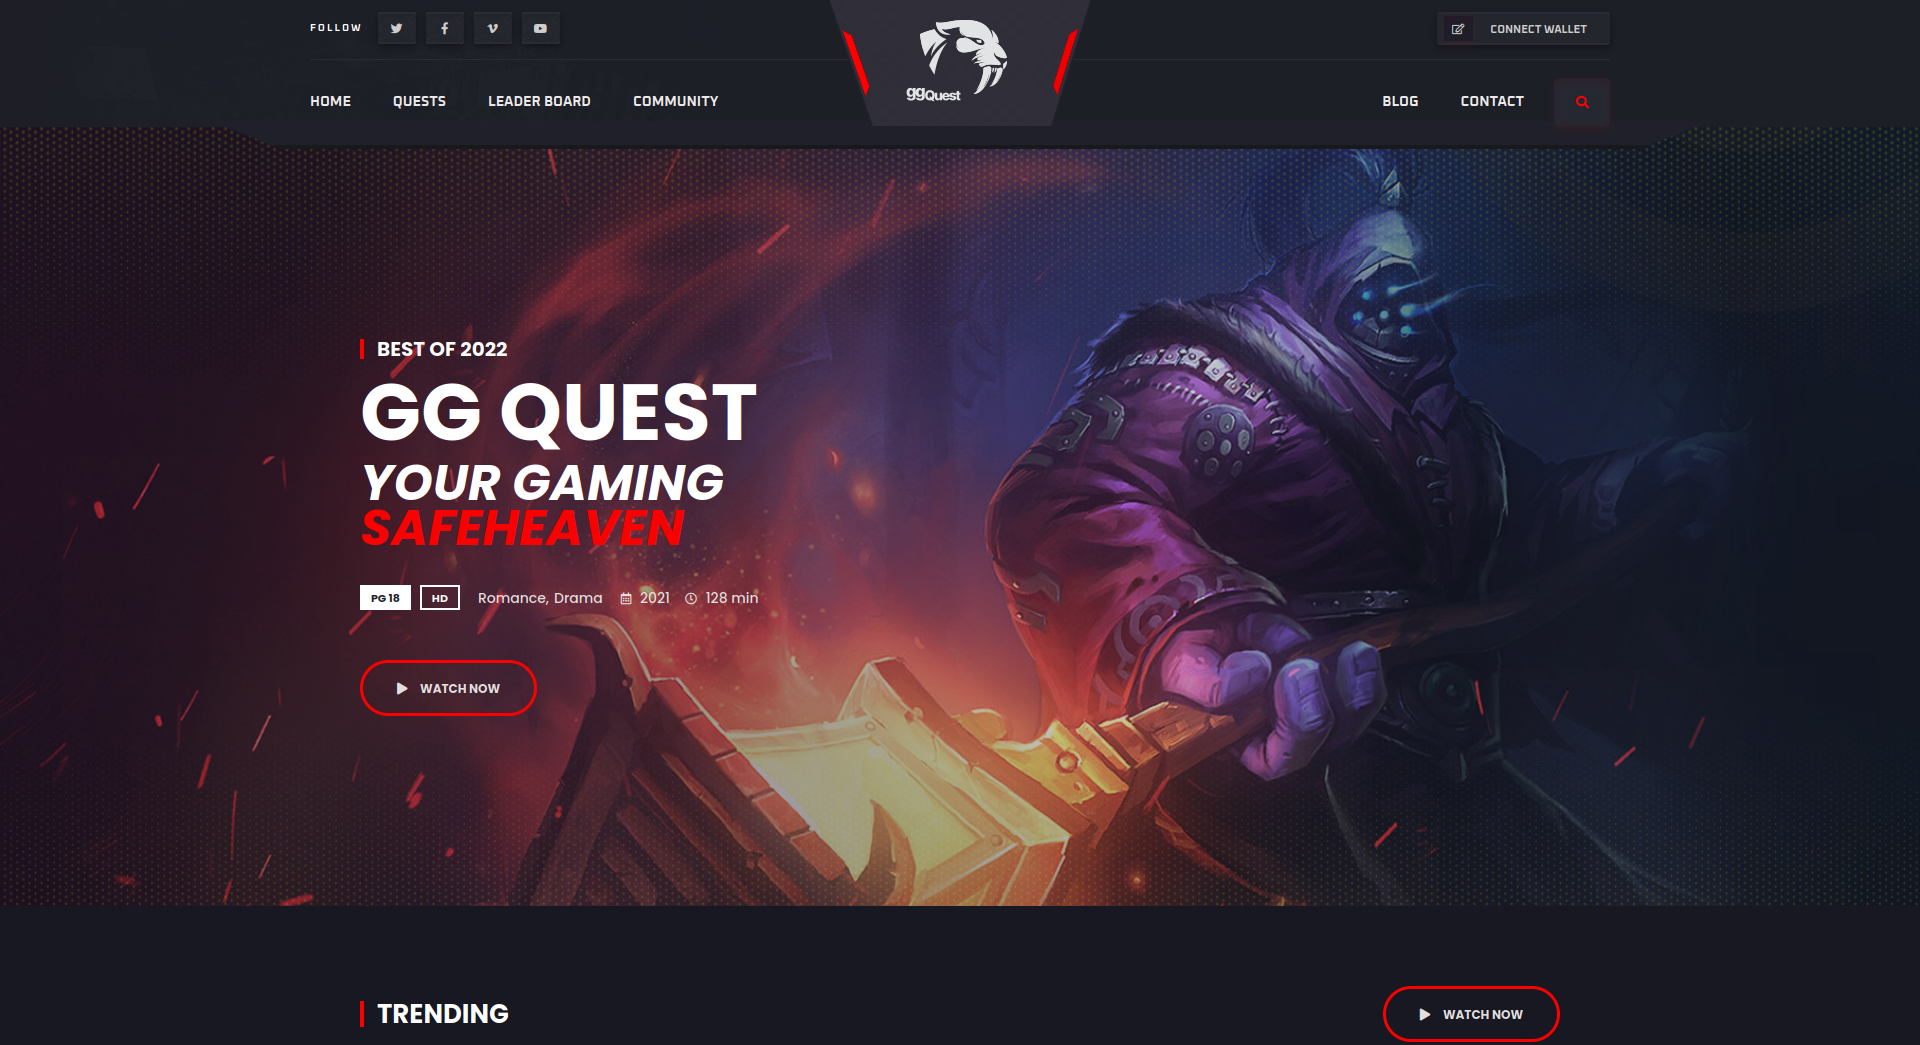 FOLLOW
CONNECT WALLET
ggQuest
HOME QUESTS LEADER BOARD COMMUNITY
BLOG CONTACT
BEST OF 2022
GG QUEST
YOUR GAMING
SAFEHEAVEN
PG 18 HD Romance, Drama 2021 128 min
WATCH NOW
TRENDING
WATCH NOW